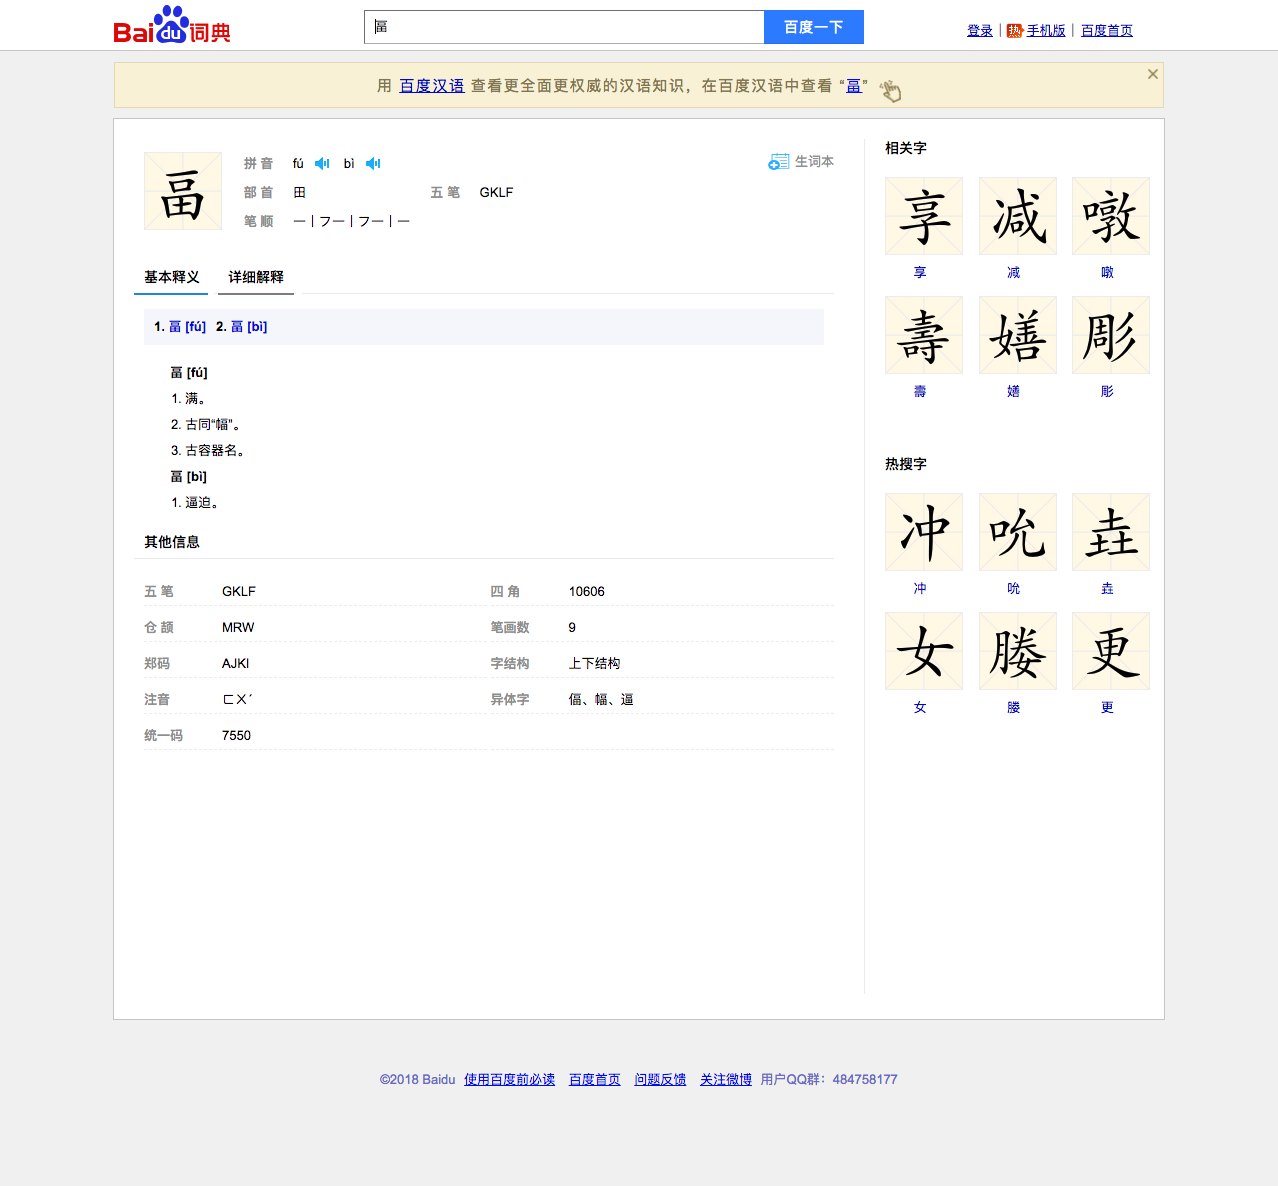 Baidu词典
畐
百度一下
登录 | 热 手机版 | 百度首页
用 百度汉语 查看更全面更权威的汉语知识，在百度汉语中查看 “畐”
畐
拼 音 fú bì
生词本
部 首 田 五 笔 GKLF
笔 顺 一丨フ一丨フ一丨一
基本释义 详细解释
1. 畐 [fú] 2. 畐 [bì]
畐 [fú]
1. 满。
2. 古同“幅”。
3. 古容器名。
畐 [bì]
1. 逼迫。
其他信息
五 笔 GKLF 四 角 10606
仓 颉 MRW 笔画数 9
郑码 AJKI 字结构 上下结构
注音 ㄈㄨˊ 异体字 偪、幅、逼
统一码 7550
相关字
享 减 噋
享 减 噋
壽 嫸 彫
壽 嫸 彫
热搜字
冲 吮 垚
冲 吮 垚
女 媵 更
女 媵 更
©2018 Baidu 使用百度前必读 百度首页 问题反馈 关注微博 用户QQ群：484758177